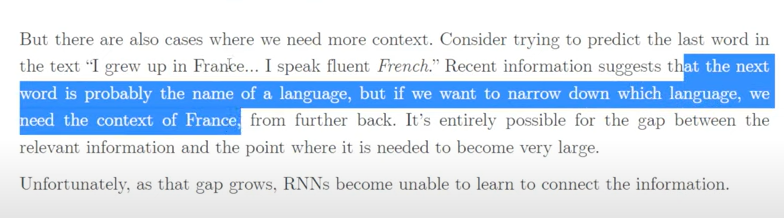 But there are also cases where we need more context. Consider trying to predict the last word in
the text “I grew up in France... I speak fluent French.” Recent information suggests that the next
word is probably the name of a language, but if we want to narrow down which language, we
need the context of France, from further back. It’s entirely possible for the gap between the
relevant information and the point where it is needed to become very large.
Unfortunately, as that gap grows, RNNs become unable to learn to connect the information.